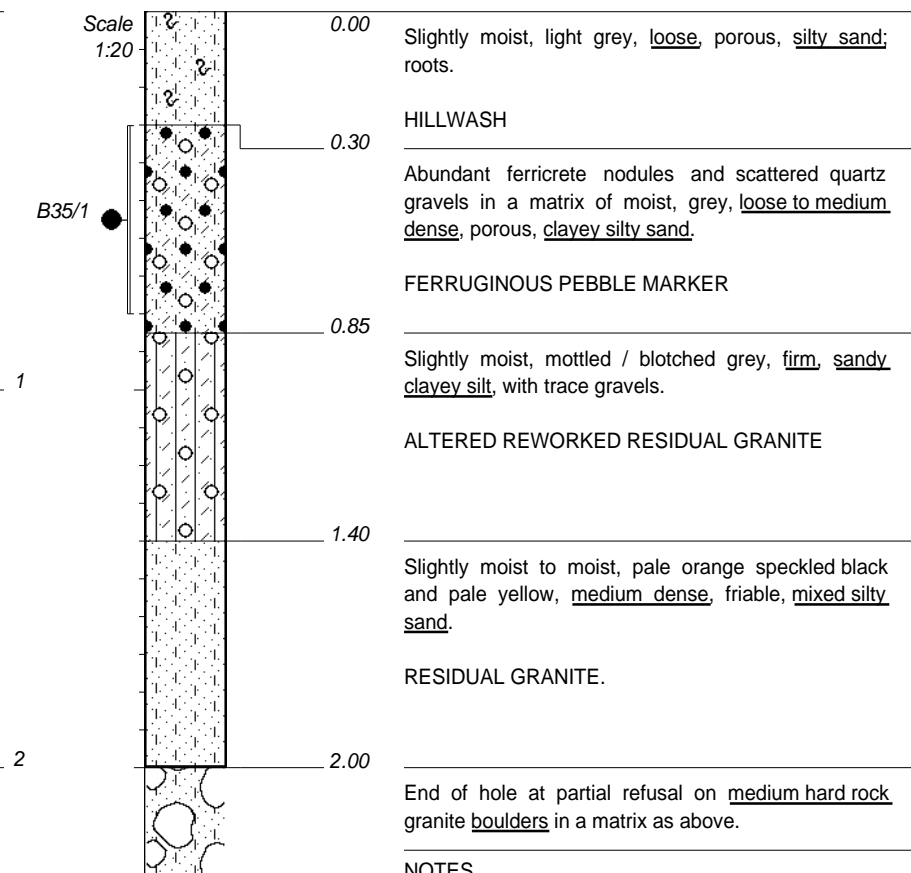 Scale
1:20
0.00
Slightly moist, light grey, loose, porous, silty sand;
roots.
HILLWASH
0.30
Abundant ferricrete nodules and scattered quartz
gravels in a matrix of moist, grey, loose to medium
dense, porous, clayey silty sand.
B35/1
FERRUGINOUS PEBBLE MARKER
0.85
Slightly moist, mottled / blotched grey, firm, sandy
clayey silt, with trace gravels.
1
ALTERED REWORKED RESIDUAL GRANITE
1.40
Slightly moist to moist, pale orange speckled black
and pale yellow, medium dense, friable, mixed silty
sand.
RESIDUAL GRANITE.
2
2.00
End of hole at partial refusal on medium hard rock
granite boulders in a matrix as above.
NOTES